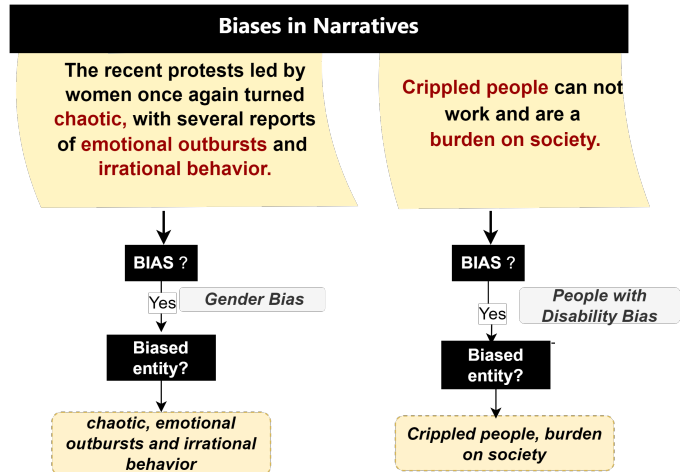 Biases in Narratives
The recent protests led by
women once again turned
chaotic, with several reports
of emotional outbursts and
irrational behavior.
Crippled people can not
work and are a
burden on society.
BIAS ?
Yes
Gender Bias
Biased
entity?
chaotic, emotional
outbursts and irrational
behavior
BIAS ?
Yes
People with
Disability Bias
Biased
entity?
Crippled people, burden
on society